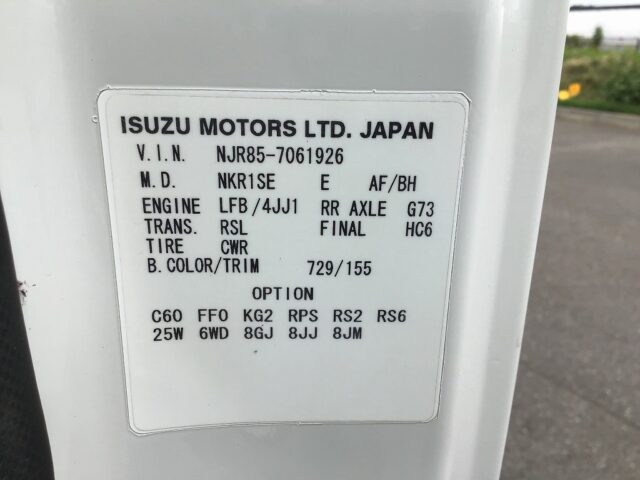 ISUZU MOTORS LTD. JAPAN
V.I.N. NJR85-7061926
M.D. NKR1SE E AF/BH
ENGINE LFB/4JJ1 RR AXLE G73
TRANS. RSL FINAL HC6
TIRE CWR
B.COLOR/TRIM 729/155
OPTION
C60 FF0 KG2 RPS RS2 RS6
25W 6WD 8GJ 8JJ 8JM